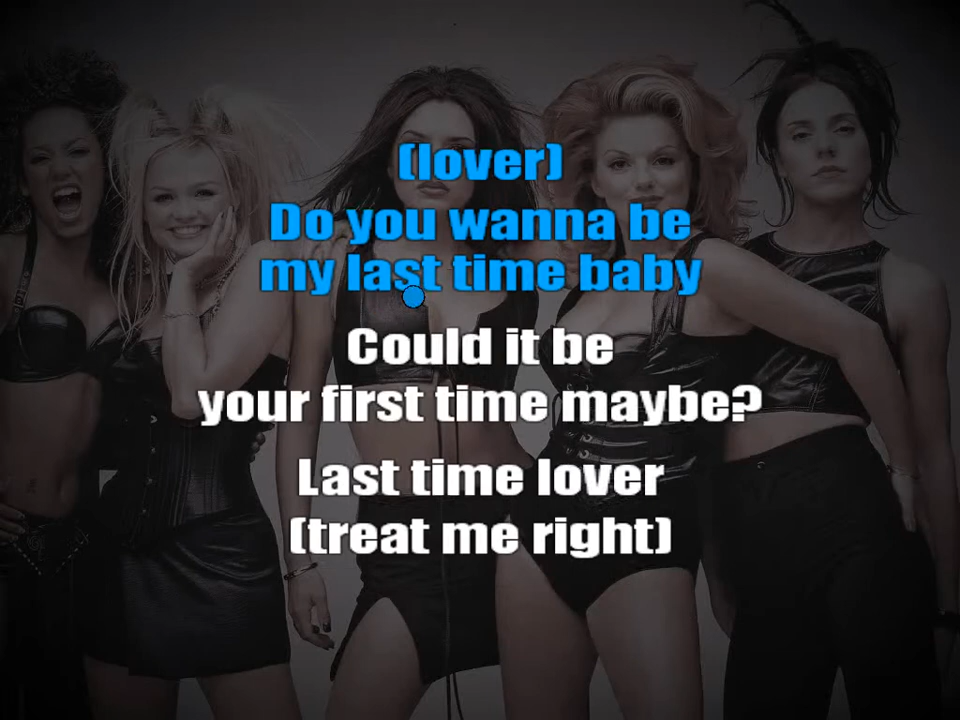 (lover)
Do you wanna be
my last time baby
Could it be
your first time maybe?
Last time lover
(treat me right)